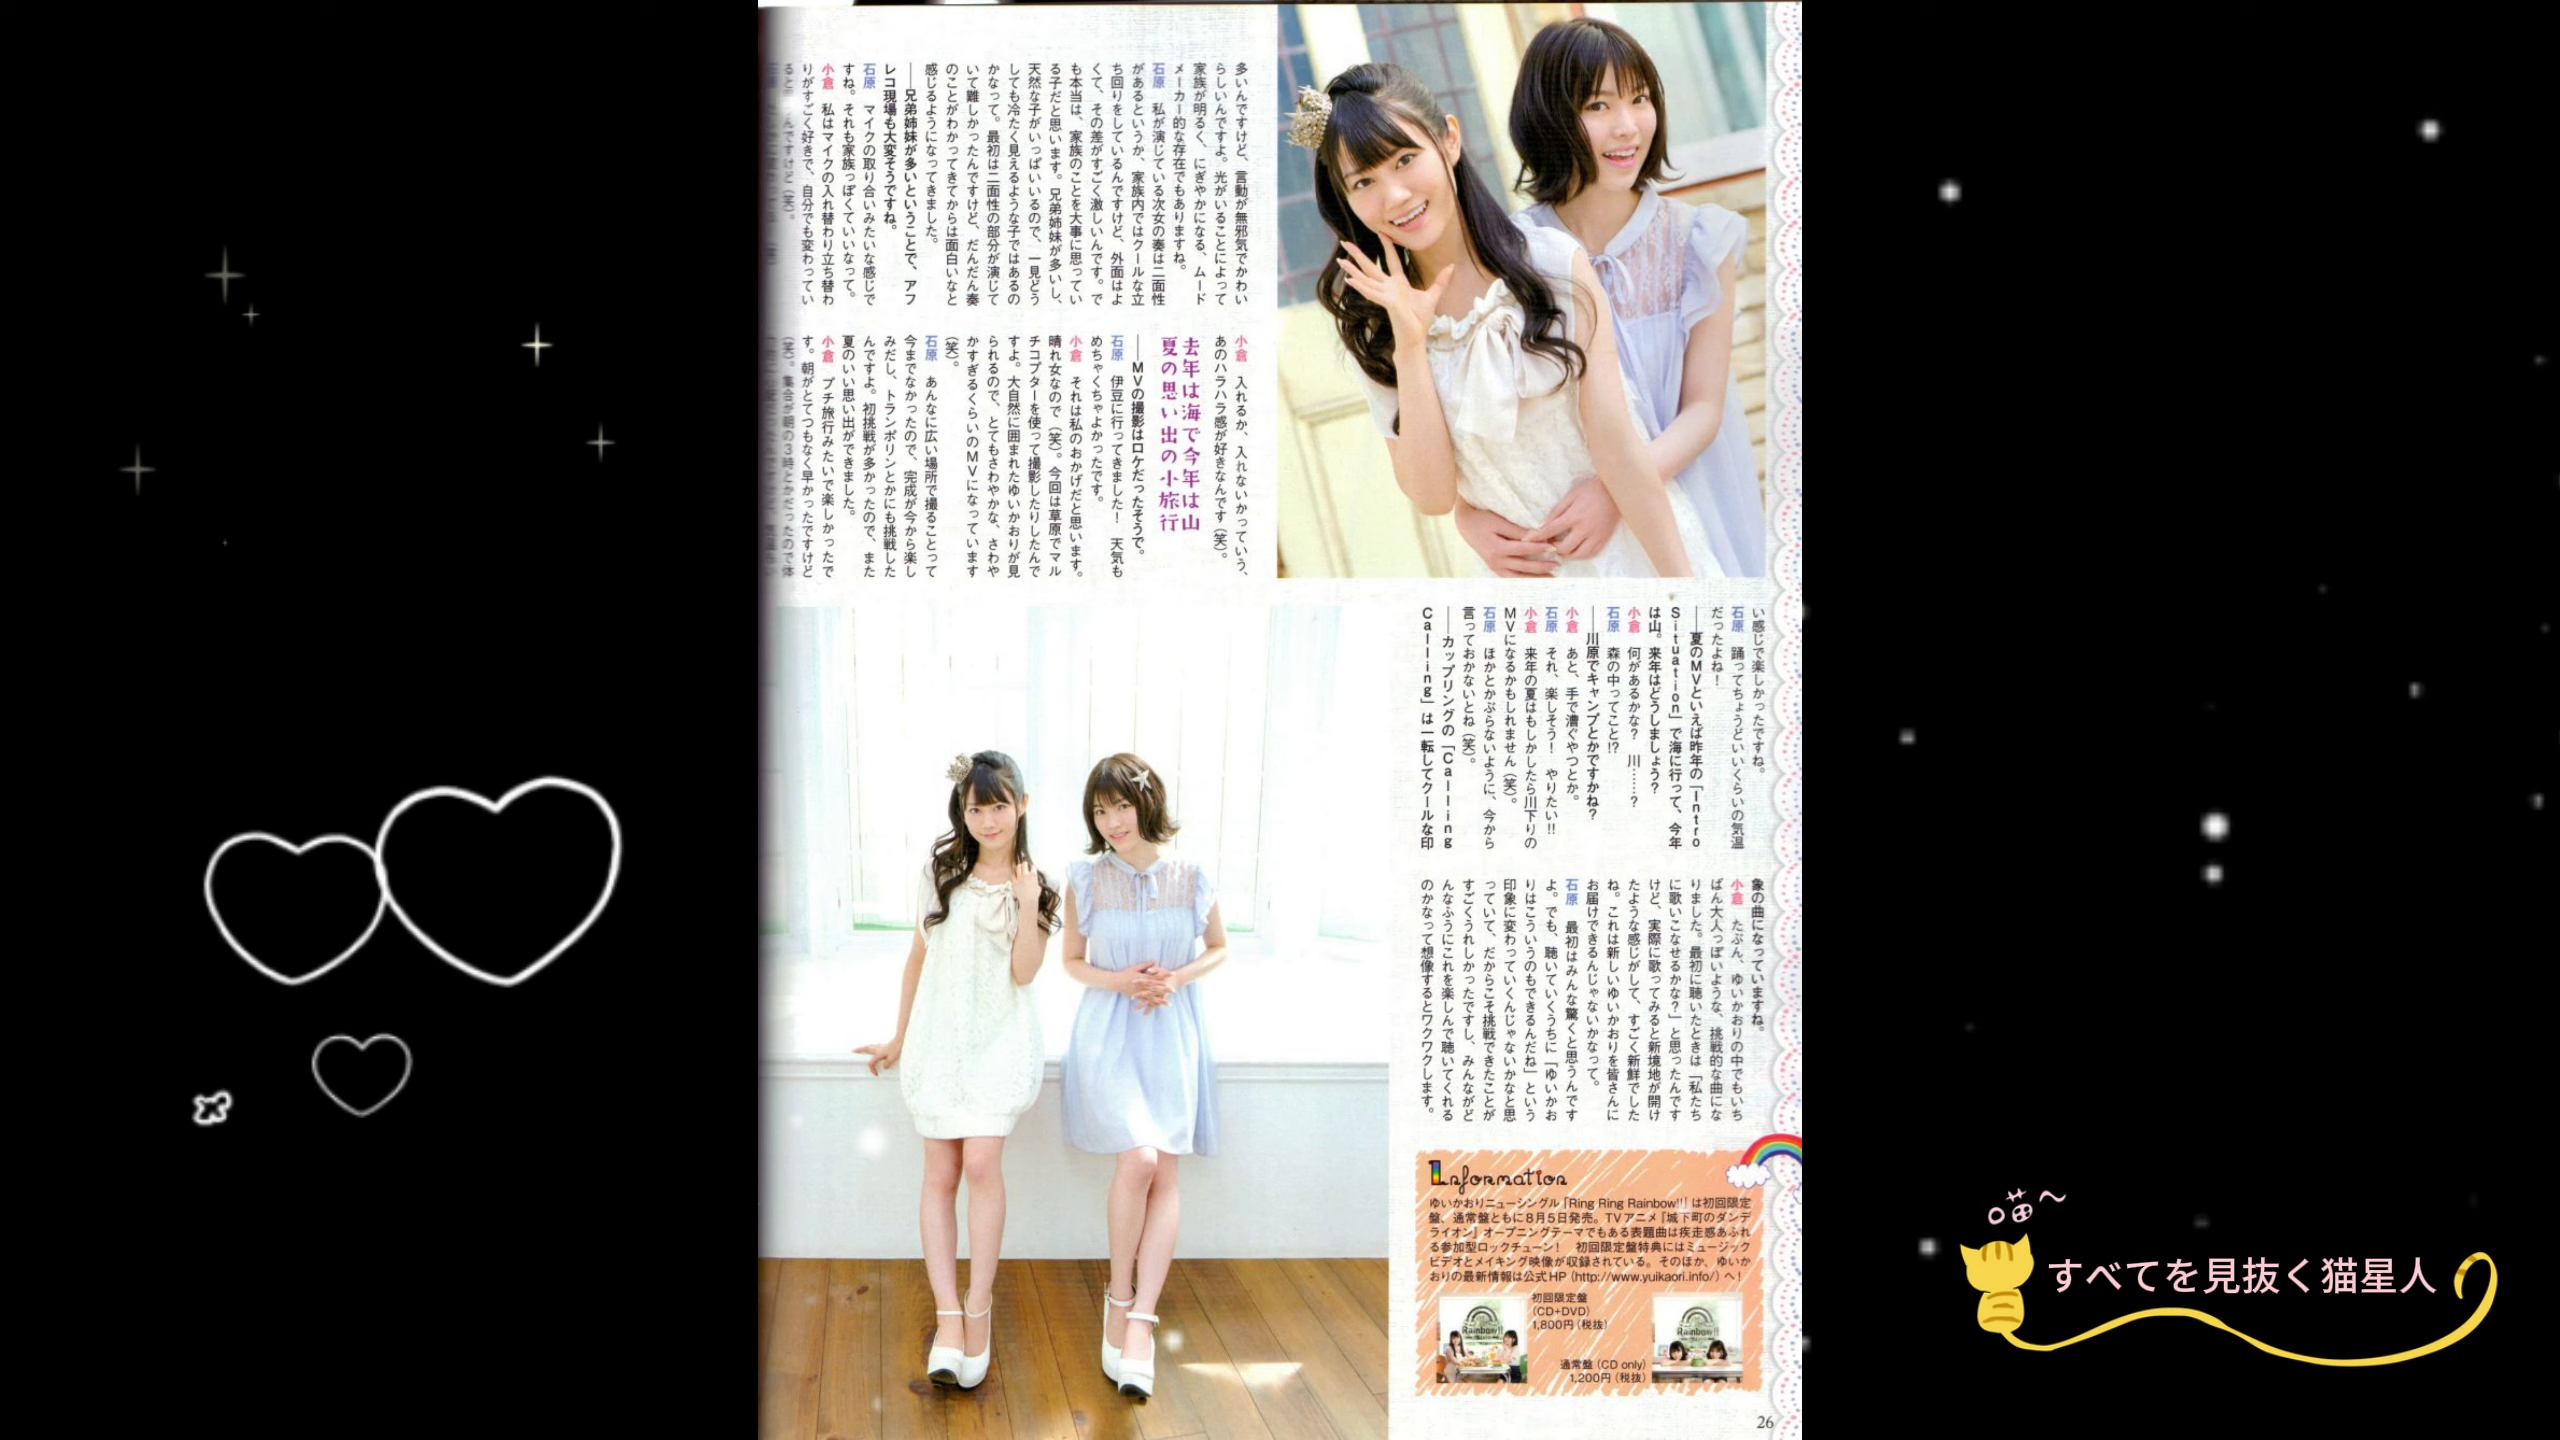 多いんですけど、言動が無邪気でかわい
らしいんですよ。光がいることによって
家族が明るく、にぎやかになる、ムード
メーカー的な存在でもありますね。
石原　私が演じている次女の奏は二面性
があるというか、家族内ではクールな立
ち回りをしているんですけど、外面はよ
くて、その差がすごく激しいんです。で
も本当は、家族のことを大事に思ってい
る子だと思います。兄弟姉妹が多いし、
天然な子がいっぱいいるので、一見どう
しても冷たく見えるような子ではあるの
かなって。最初は二面性の部分が演じて
いて難しかったんですけど、だんだん奏
のことがわかってきてからは面白いなと
感じるようになってきました。
――兄弟姉妹が多いということで、アフ
レコ現場も大変そうですね。
石原　マイクの取り合いみたいな感じで
すね。それも家族っぽくていいなって。
小倉　私はマイクの入れ替わり立ち替わ
りがすごく好きで、自分でも変わってい
んですけど（笑）。
小倉　入れるか、入れないかっていう、
あのハラハラ感が好きなんです（笑）。
去年は海で今年は山
夏の思い出の小旅行
――MVの撮影はロケだったそうで。
石原　伊豆に行ってきました！　天気も
めちゃくちゃよかったです。
小倉　それは私のおかげだと思います。
晴れ女なので（笑）。今回は草原でマル
チコプターを使って撮影したりしたんで
すよ。大自然に囲まれたゆいかおりが見
られるので、とてもさわやかな、さわや
かすぎるくらいのMVになっています
（笑）。
石原　あんなに広い場所で撮ることって
今までなかったので、完成が今から楽し
みだし、トランポリンとかにも挑戦した
んですよ。初挑戦が多かったので、また
夏のいい思い出ができました。
小倉　プチ旅行みたいで楽しかったで
す。朝がとてつもなく早かったですけど
（笑）。集合が朝の3時とかだったので体
い感じで楽しかったですね。
石原　踊ってちょうどいいくらいの気温
だったよね！
――夏のMVといえば昨年の「Intro
Situation」で海に行って、今年
は山。来年はどうしましょう？
小倉　何があるかな？　川……？
石原　森の中ってこと!?
――川原でキャンプとかですかね？
小倉　あと、手で漕ぐやつとか。
石原　それ、楽しそう！　やりたい!!
小倉　来年の夏はもしかしたら川下りの
MVになるかもしれません（笑）。
石原　ほかとかぶらないように、今から
言っておかないとね（笑）。
――カップリングの「Calling
Calling」は一転してクールな印
象の曲になっていますね。
小倉　たぶん、ゆいかおりの中でもいち
ばん大人っぽいような、挑戦的な曲にな
りました。最初に聴いたときは「私たち
に歌いこなせるかな？」と思ったんです
けど、実際に歌ってみると新境地が開け
たような感じがして、すごく新鮮でした
ね。これは新しいゆいかおりを皆さんに
お届けできるんじゃないかなって。
石原　最初はみんな驚くと思うんです
よ。でも、聴いていくうちに「ゆいかお
りはこういうのもできるんだね」という
印象に変わっていくんじゃないかなと思
っていて、だからこそ挑戦できたことが
すごくうれしかったですし、みんながど
んなふうにこれを楽しんで聴いてくれる
のかなって想像するとワクワクします。
Information
ゆいかおりニューシングル「Ring Ring Rainbow!!」は初回限定
盤、通常盤ともに8月5日発売。TVアニメ『城下町のダンデ
ライオン』オープニングテーマでもある表題曲は疾走感あふれ
る参加型ロックチューン！　初回限定盤特典にはミュージック
ビデオとメイキング映像が収録されている。そのほか、ゆいか
おりの最新情報は公式HP（http://www.yuikaori.info/）へ！
初回限定盤
（CD+DVD）
1,800円（税抜）
通常盤（CD only）
1,200円（税抜）
Rainbow!!
Rainbow!!
26
喵～
すべてを見抜く猫星人